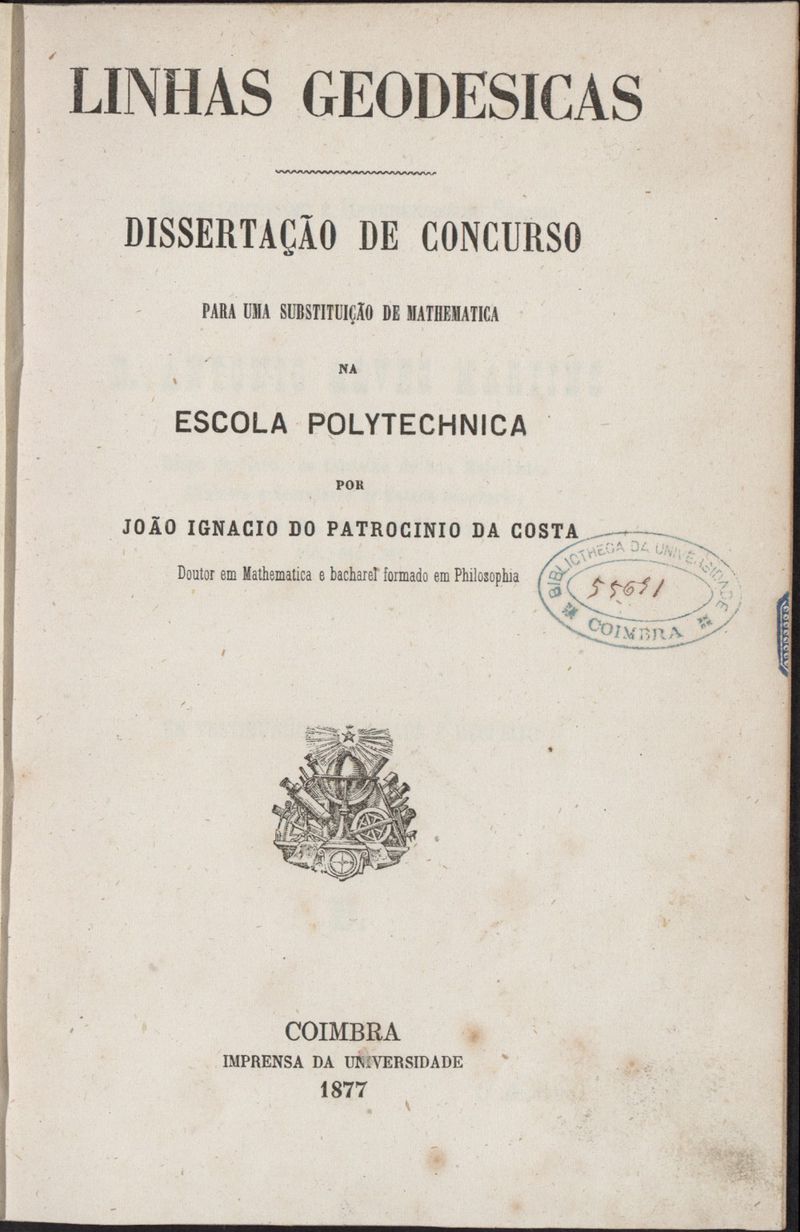 LINHAS GEODESICAS
DISSERTAÇÃO DE CONCURSO
PARA UMA SUBSTITUIÇÃO DE MATHEMATICA
NA
ESCOLA POLYTECHNICA
POR
JOÃO IGNACIO DO PATROCINIO DA COSTA
Doutor em Mathematica e bacharel formado em Philosophia
BIBLIOTHECA DA UNIVERSIDADE
55691
COIMBRA
COIMBRA
IMPRENSA DA UNIVERSIDADE
1877